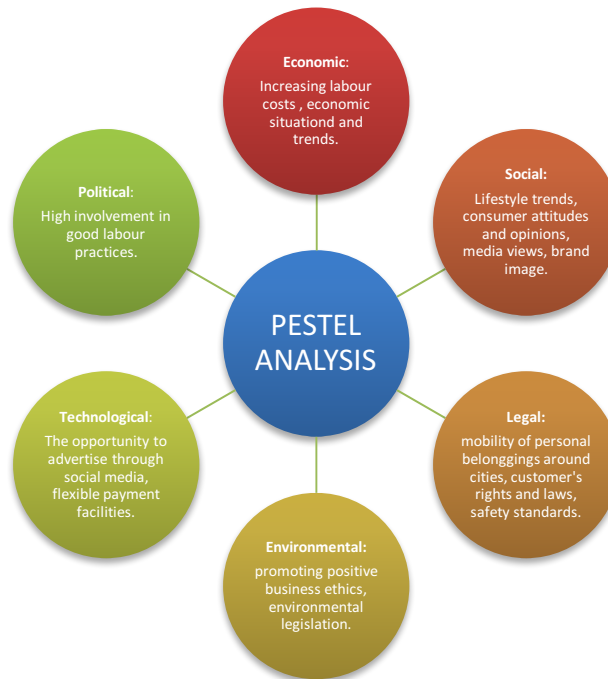 Economic:
Increasing labour
costs , economic
situationd and
trends.
Social:
Lifestyle trends,
consumer attitudes
and opinions,
media views, brand
image.
Legal:
mobility of personal
belonggings around
cities, customer's
rights and laws,
safety standards.
Environmental:
promoting positive
business ethics,
environmental
legislation.
Technological:
The opportunity to
advertise through
social media,
flexible payment
facilities.
Political:
High involvement in
good labour
practices.
PESTEL
ANALYSIS